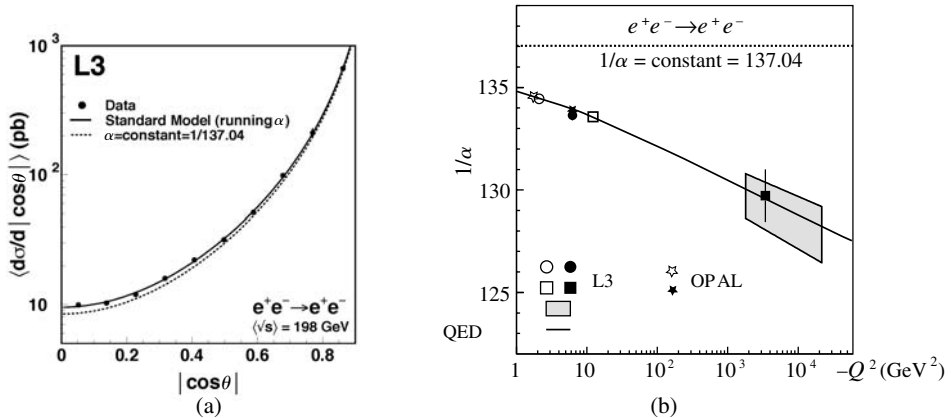 10³
L3
Data
Standard Model (running α)
α=constant=1/137.04
⟨dσ/d|cosθ|⟩ (pb)
10²
10
e⁺e⁻→e⁺e⁻
⟨√s⟩ = 198 GeV
0 0.2 0.4 0.6 0.8
|cosθ|
(a)
e⁺e⁻→e⁺e⁻
1/α = constant = 137.04
135
1/α
130
125
L3
OPAL
QED
1 10 10² 10³ 10⁴ −Q² (GeV²)
(b)